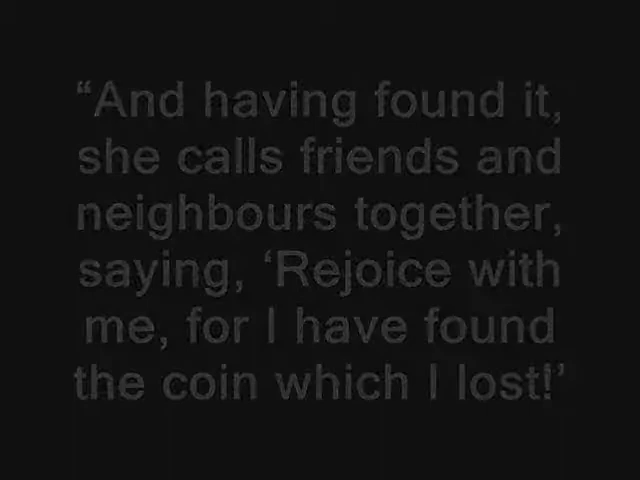 “And having found it,
she calls friends and
neighbours together,
saying, ‘Rejoice with
me, for I have found
the coin which I lost!’